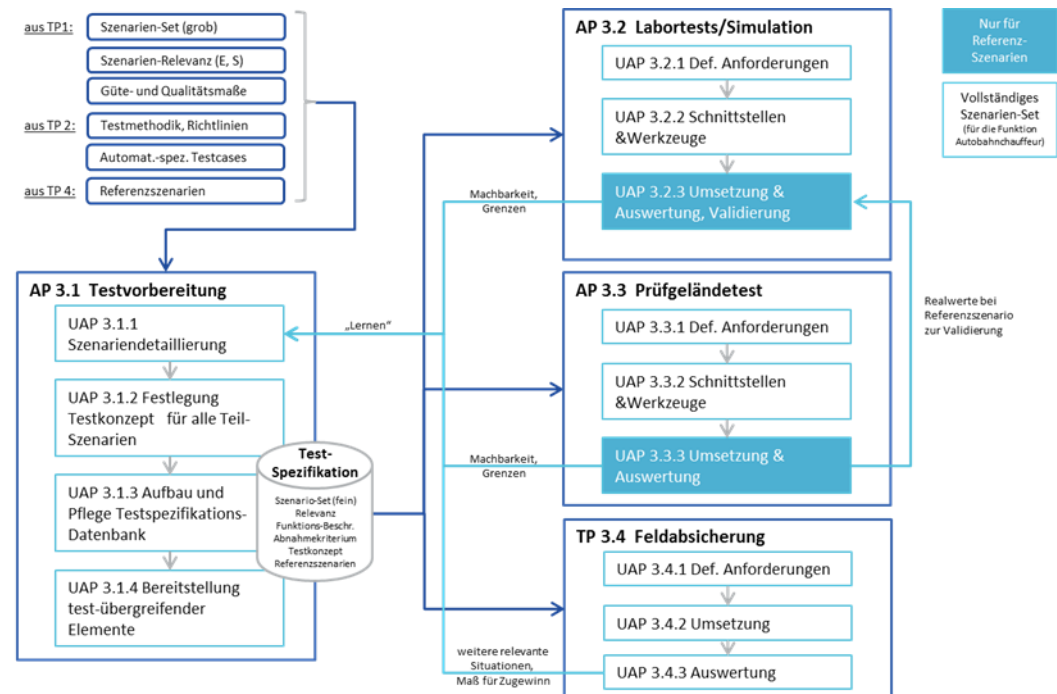 aus TP1:
Szenarien-Set (grob)
Szenarien-Relevanz (E, S)
Güte- und Qualitätsmaße
aus TP 2:
Testmethodik, Richtlinien
Automat.-spez. Testcases
aus TP 4:
Referenzszenarien
AP 3.1 Testvorbereitung
UAP 3.1.1
Szenariendetaillierung
UAP 3.1.2 Festlegung
Testkonzept für alle Teil-
Szenarien
UAP 3.1.3 Aufbau und
Pflege Testspezifikations-
Datenbank
UAP 3.1.4 Bereitstellung
test-übergreifender
Elemente
Test-
Spezifikation
Szenario-Set (fein)
Relevanz
Funktions-Beschr.
Abnahmekriterium
Testkonzept
Referenzszenarien
Machbarkeit,
Grenzen
„Lernen“
Machbarkeit,
Grenzen
weitere relevante
Situationen,
Maß für Zugewinn
AP 3.2 Labortests/Simulation
UAP 3.2.1 Def. Anforderungen
UAP 3.2.2 Schnittstellen
&Werkzeuge
UAP 3.2.3 Umsetzung &
Auswertung, Validierung
AP 3.3 Prüfgeländetest
UAP 3.3.1 Def. Anforderungen
UAP 3.3.2 Schnittstellen
&Werkzeuge
UAP 3.3.3 Umsetzung &
Auswertung
TP 3.4 Feldabsicherung
UAP 3.4.1 Def. Anforderungen
UAP 3.4.2 Umsetzung
UAP 3.4.3 Auswertung
Nur für
Referenz-
Szenarien
Vollständiges
Szenarien-Set
(für die Funktion
Autobahnchauffeur)
Realwerte bei
Referenzszenario
zur Validierung